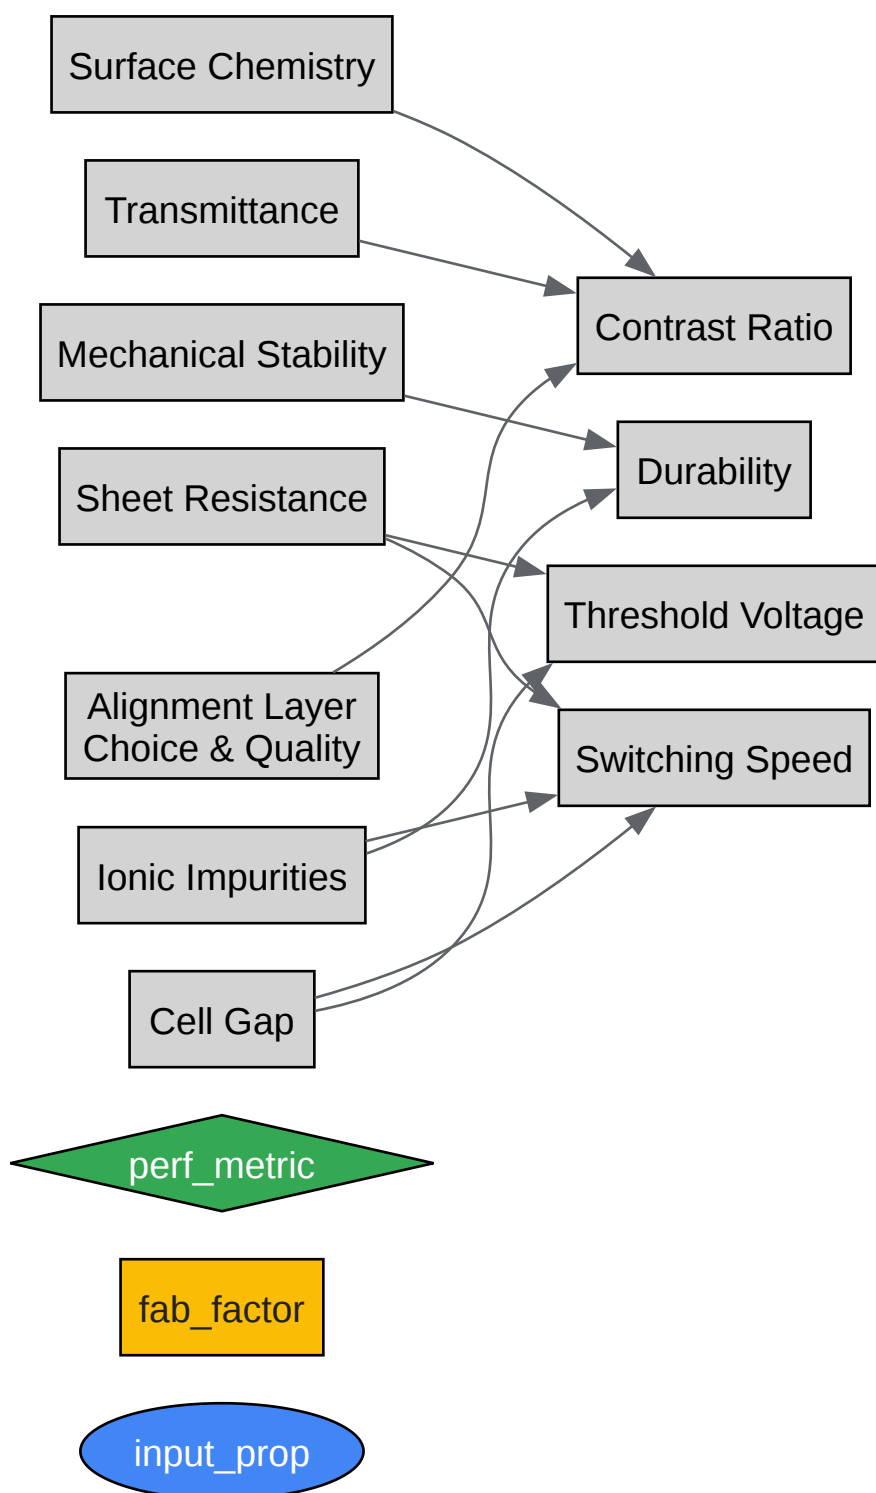 Surface Chemistry
Transmittance
Contrast Ratio
Mechanical Stability
Durability
Sheet Resistance
Threshold Voltage
Alignment Layer
Choice & Quality
Switching Speed
Ionic Impurities
Cell Gap
perf_metric
fab_factor
input_prop